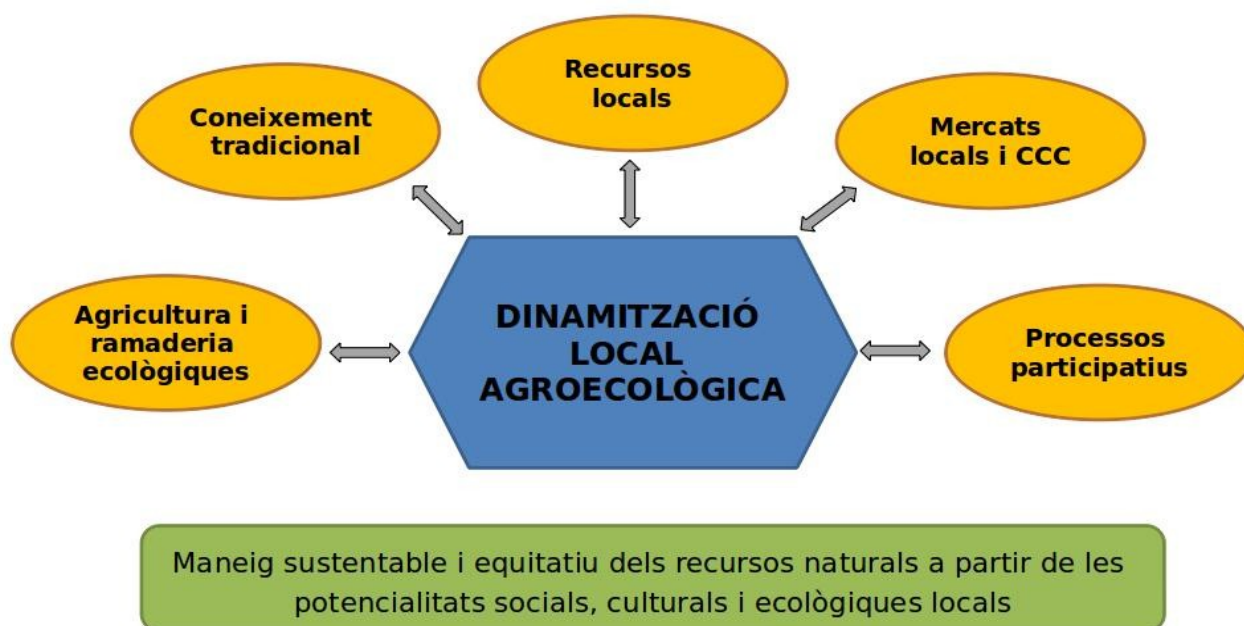 Recursos
locals
Coneixement
tradicional
Mercats
locals i CCC
Agricultura i
ramaderia
ecològiques
DINAMITZACIÓ
LOCAL
AGROECOLÒGICA
Processos
participatius
Maneig sustentable i equitatiu dels recursos naturals a partir de les
potencialitats socials, culturals i ecològiques locals